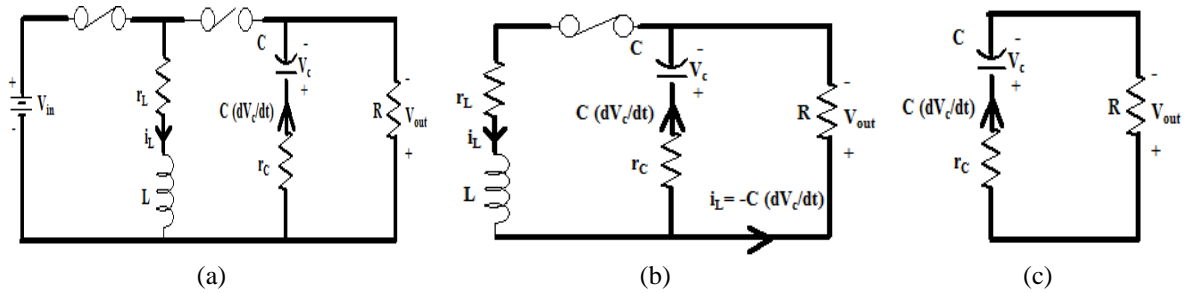 +
V_in
-
r_L
i_L
L
C
-
V_c
+
C (dV_c/dt)
r_C
-
R
V_out
+
(a)
r_L
i_L
L
C
-
V_c
+
C (dV_c/dt)
r_C
-
R
V_out
+
i_L= -C (dV_c/dt)
(b)
C
-
V_c
+
C (dV_c/dt)
r_C
-
R
V_out
+
(c)